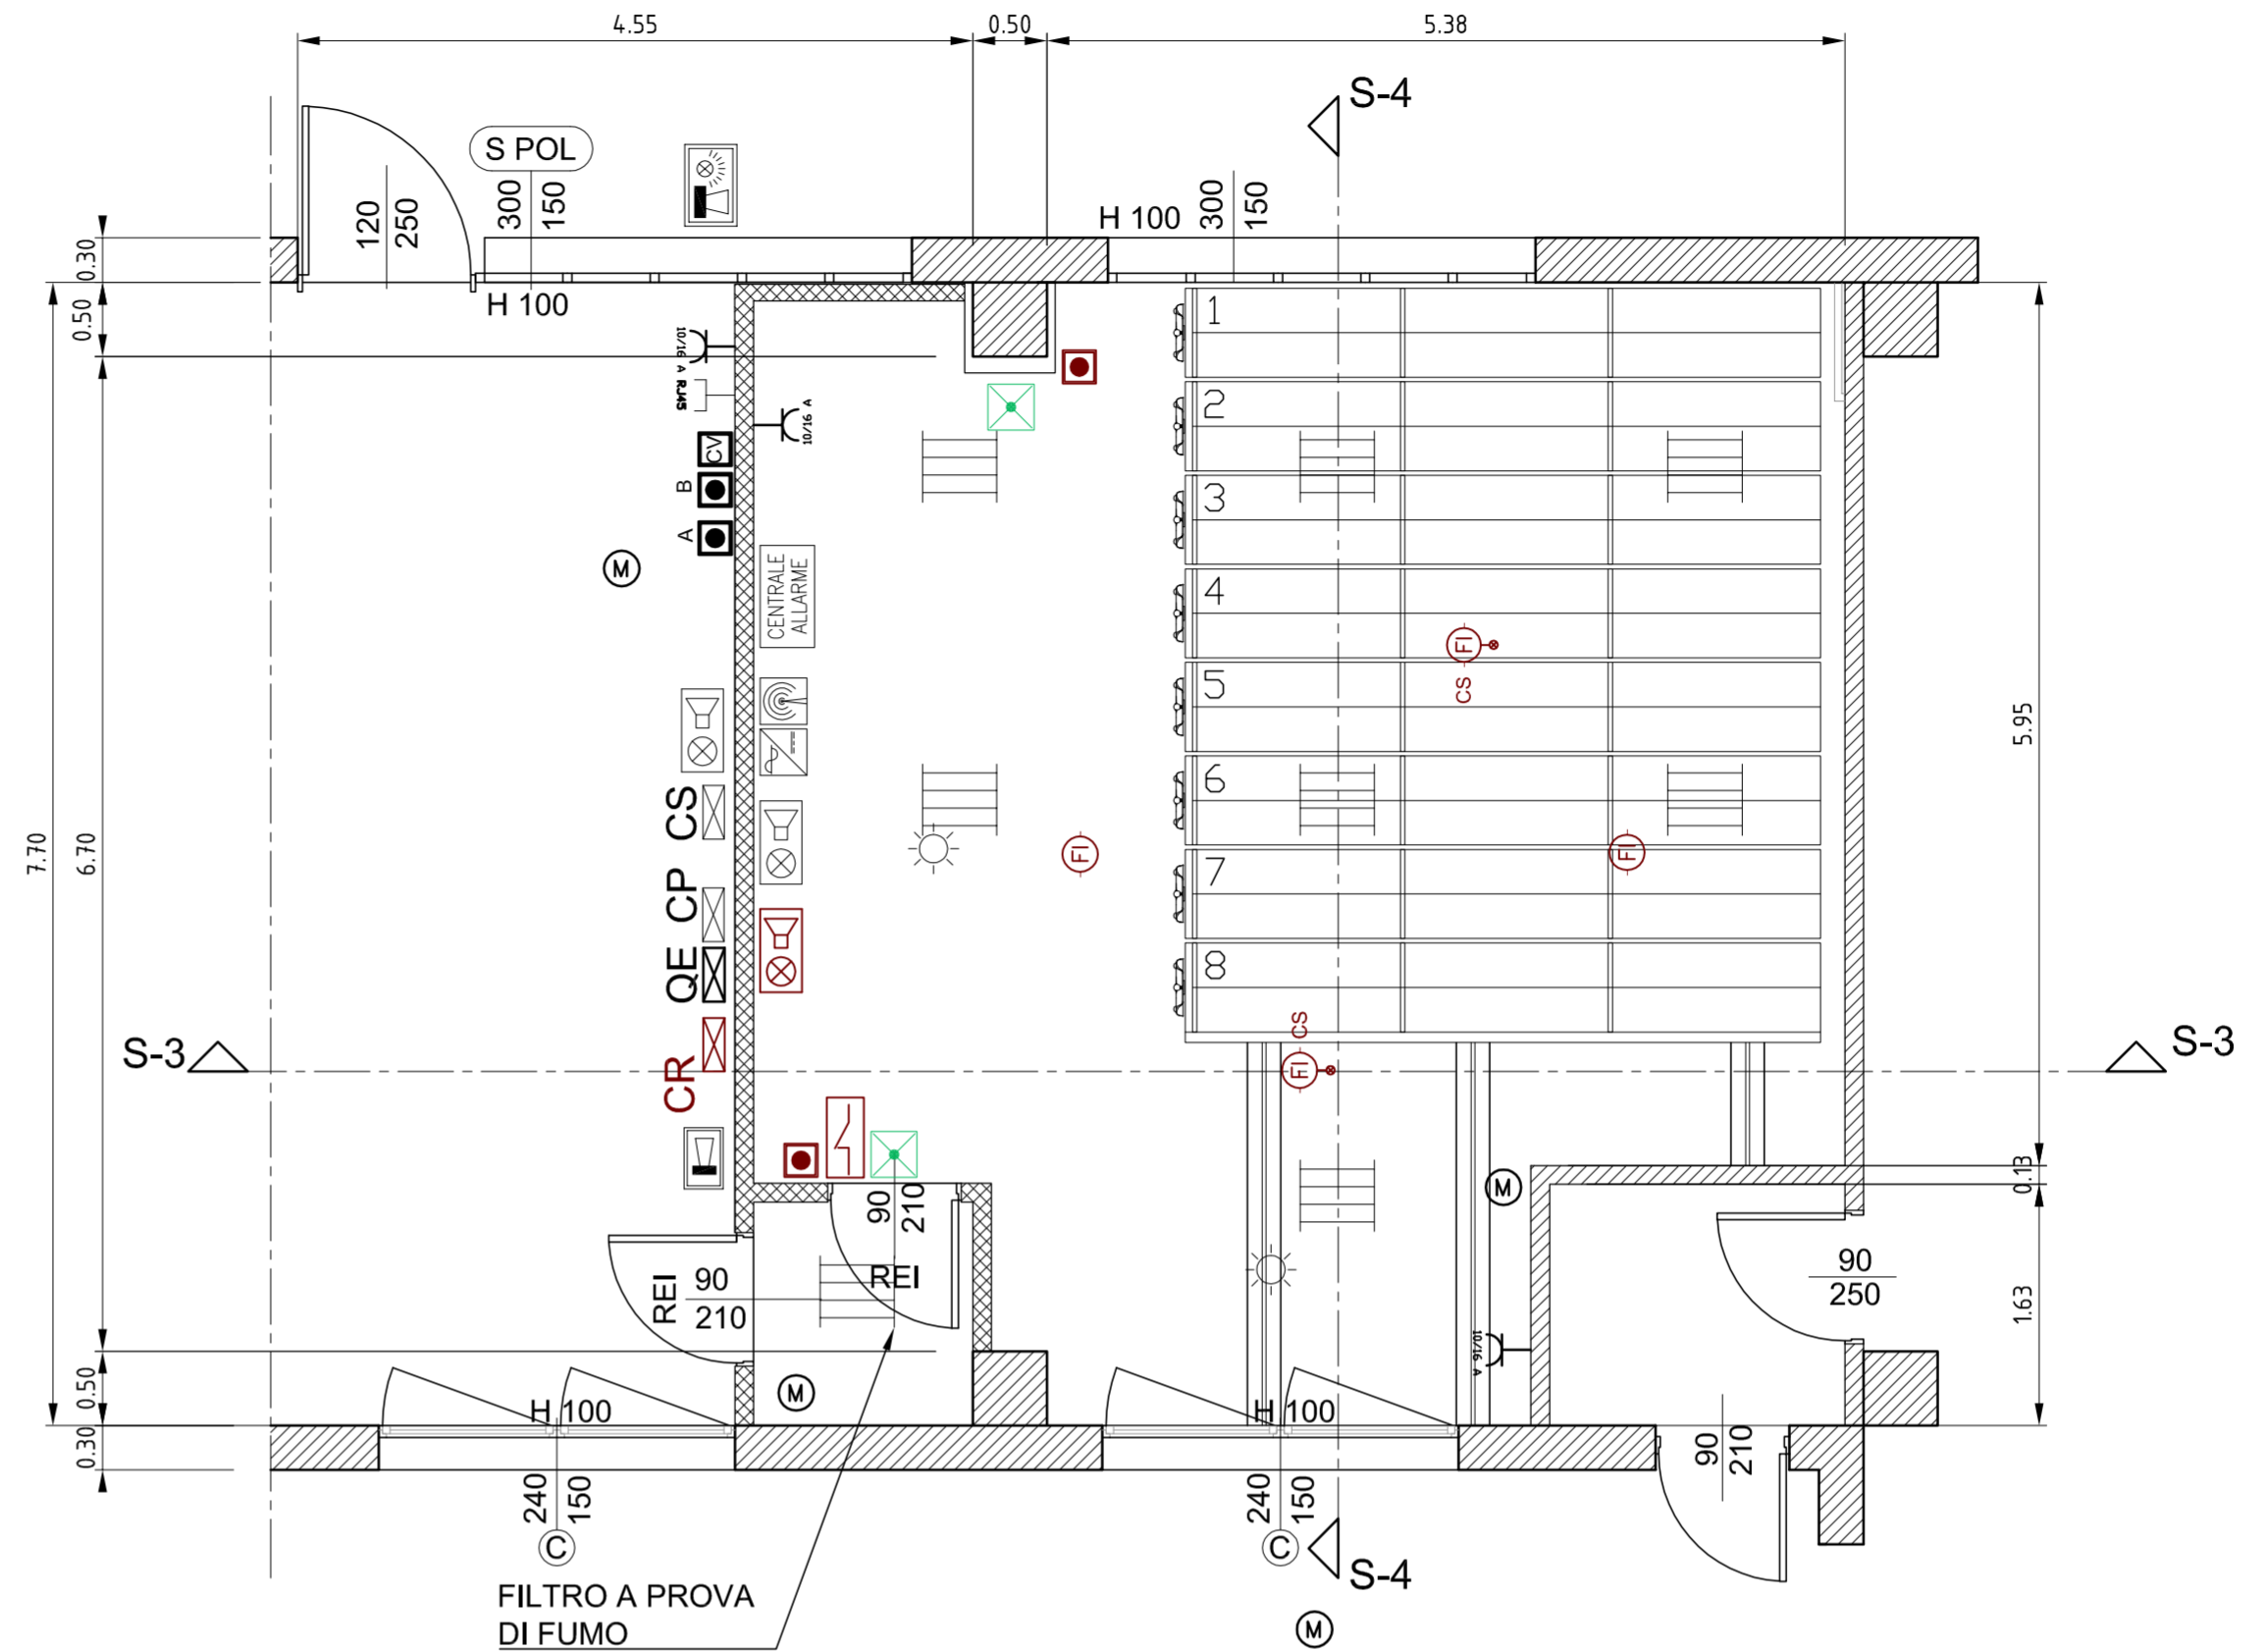 4.55
0.50
5.38
S-4
S POL
300
150
120
250
H 100
300
150
0.30
H 100
0.50
10/16 A
RJ45
10/16 A
CV
B
A
M
CENTRALE
ALLARME
1
2
3
4
5
6
7
8
FI
CS
FI
FI
CS
FI
5.95
7.70
6.70
CS
CP
QE
CR
S-3
S-3
M
0.13
90
210
REI
REI
90
210
90
250
1.63
10/16 A
M
0.50
H 100
H 100
0.30
240
150
C
240
150
C
90
210
S-4
FILTRO A PROVA
DI FUMO
M